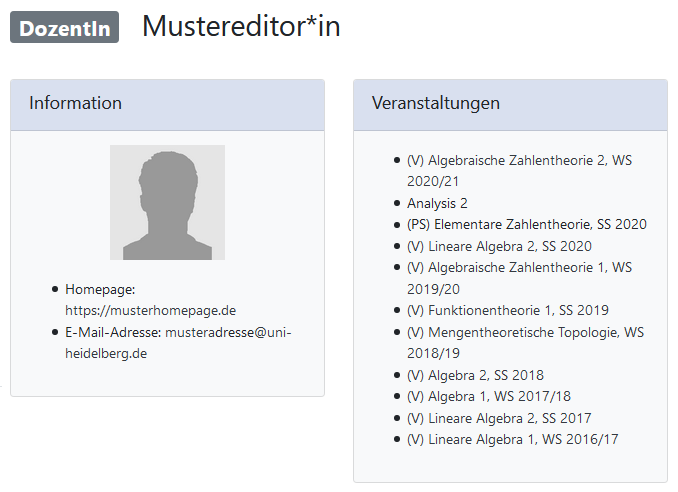 DozentIn Mustereditor*in
Information
Homepage:
https://musterhomepage.de
E-Mail-Adresse: musteradresse@uni-
heidelberg.de
Veranstaltungen
(V) Algebraische Zahlentheorie 2, WS
2020/21
Analysis 2
(PS) Elementare Zahlentheorie, SS 2020
(V) Lineare Algebra 2, SS 2020
(V) Algebraische Zahlentheorie 1, WS
2019/20
(V) Funktionentheorie 1, SS 2019
(V) Mengentheoretische Topologie, WS
2018/19
(V) Algebra 2, SS 2018
(V) Algebra 1, WS 2017/18
(V) Lineare Algebra 2, SS 2017
(V) Lineare Algebra 1, WS 2016/17